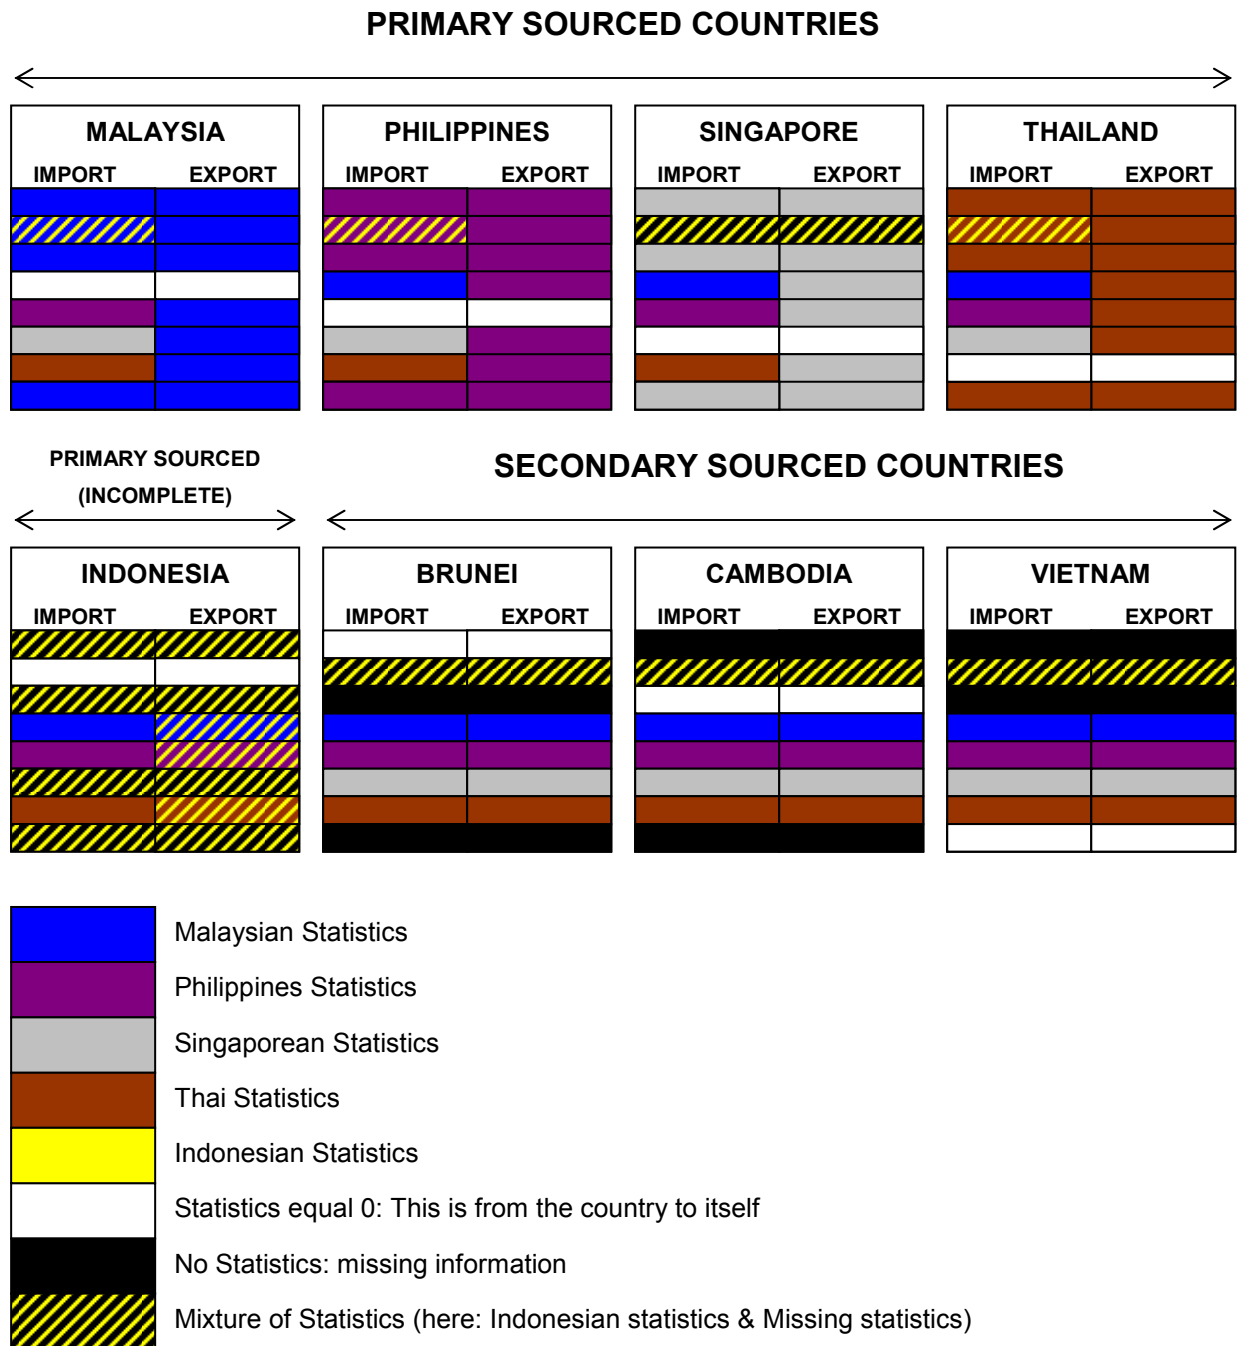 PRIMARY SOURCED COUNTRIES
MALAYSIA
IMPORT EXPORT
PHILIPPINES
IMPORT EXPORT
SINGAPORE
IMPORT EXPORT
THAILAND
IMPORT EXPORT
PRIMARY SOURCED
(INCOMPLETE)
SECONDARY SOURCED COUNTRIES
INDONESIA
IMPORT EXPORT
BRUNEI
IMPORT EXPORT
CAMBODIA
IMPORT EXPORT
VIETNAM
IMPORT EXPORT
Malaysian Statistics
Philippines Statistics
Singaporean Statistics
Thai Statistics
Indonesian Statistics
Statistics equal 0: This is from the country to itself
No Statistics: missing information
Mixture of Statistics (here: Indonesian statistics & Missing statistics)